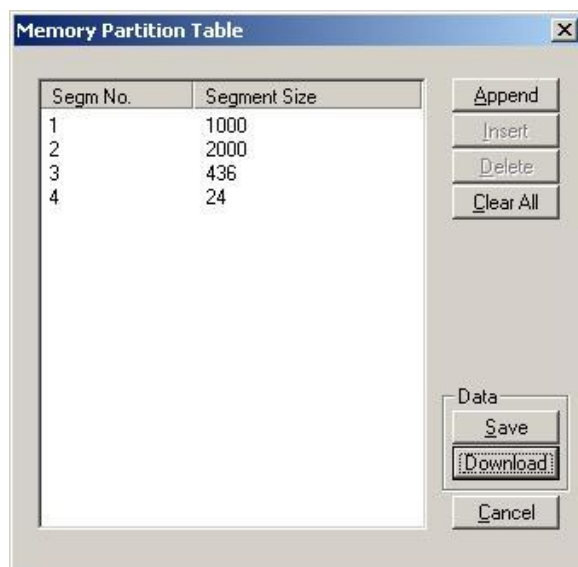 Memory Partition Table
Segm No. Segment Size
1 1000
2 2000
3 436
4 24
Append
Insert
Delete
Clear All
Data
Save
Download
Cancel